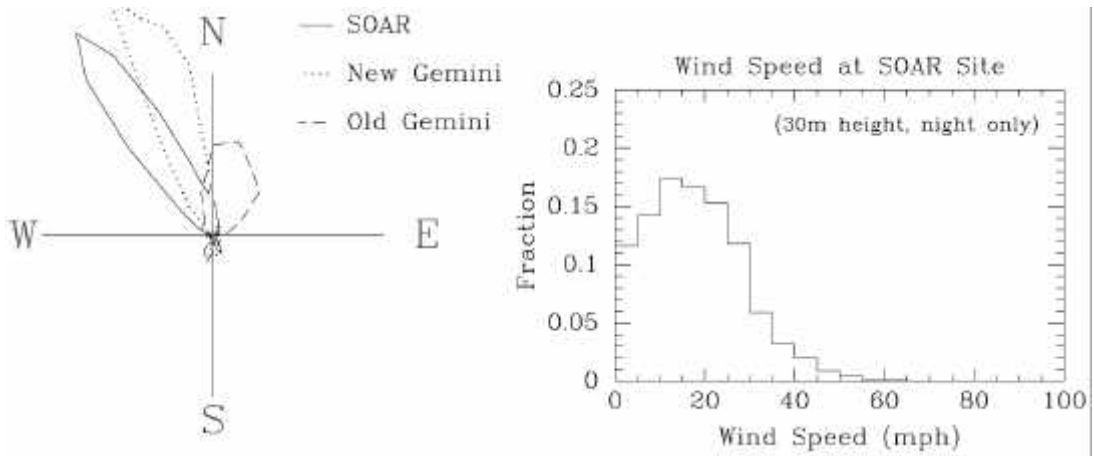 N
SOAR
New Gemini
Old Gemini
W
E
S
Wind Speed at SOAR Site
(30m height, night only)
0.25
0.2
0.15
0.1
0.05
0
Fraction
0 20 40 60 80 100
Wind Speed (mph)